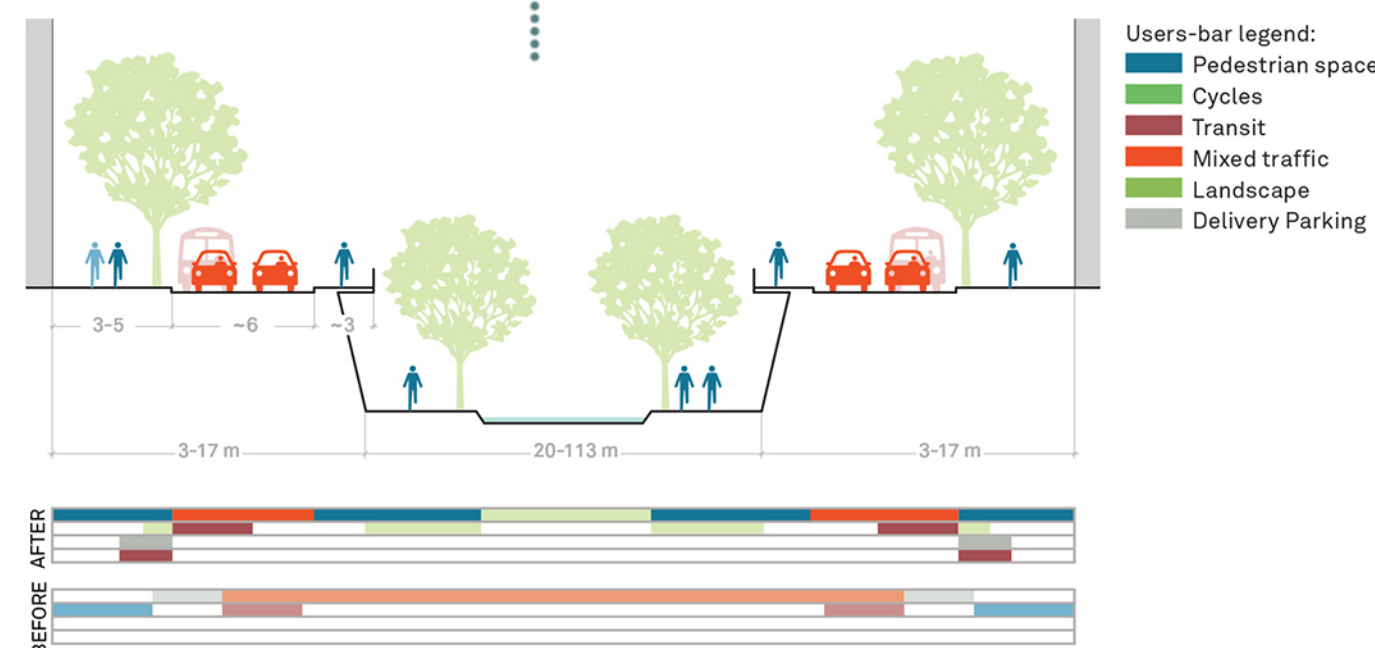 Users-bar legend:
Pedestrian space
Cycles
Transit
Mixed traffic
Landscape
Delivery Parking
3-5
~6
~3
3-17 m
20-113 m
3-17 m
AFTER
BEFORE